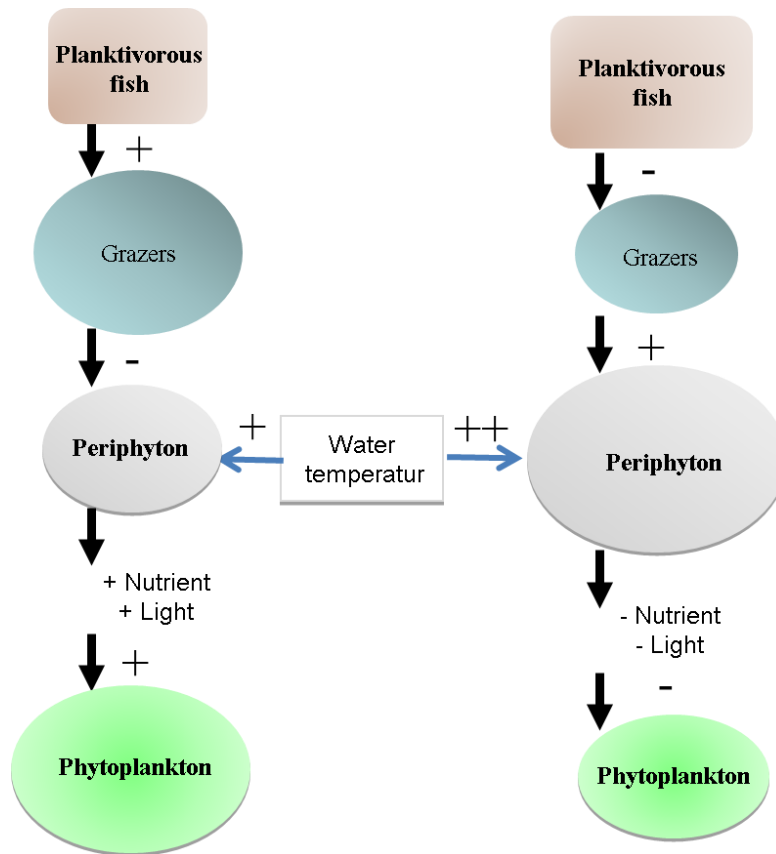 Planktivorous
fish
+
Grazers
-
Periphyton
+ Nutrient
+ Light
+
Phytoplankton
+
Water
temperatur
++
Planktivorous
fish
-
Grazers
+
Periphyton
- Nutrient
- Light
-
Phytoplankton